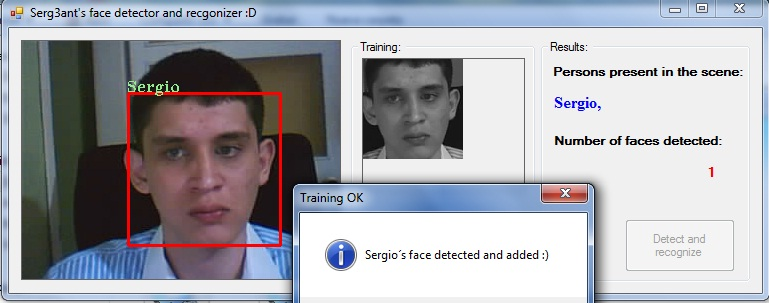 Serg3ant's face detector and recgonizer :D
Sergio
Training:
Training OK
Sergio´s face detected and added :)
Results:
Persons present in the scene:
Sergio,
Number of faces detected:
1
Detect and
recognize